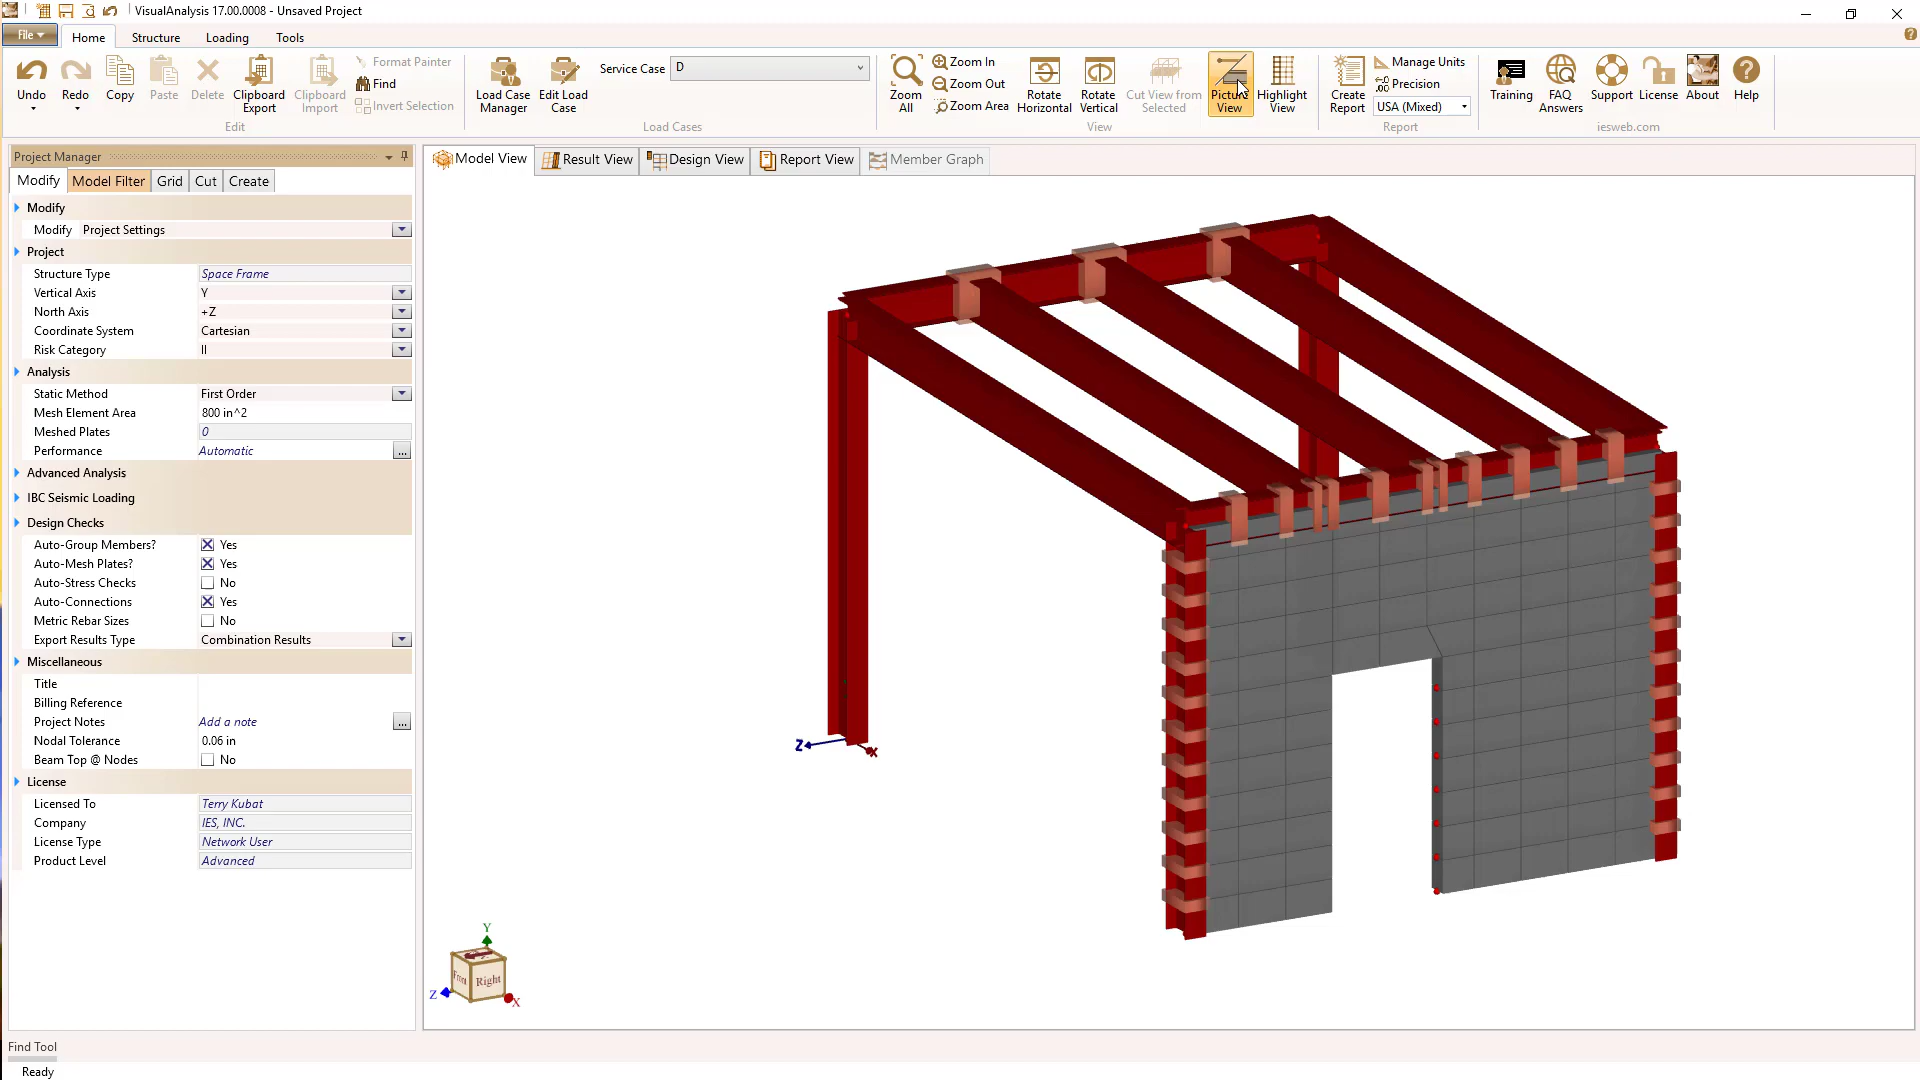 VisualAnalysis 17.00.0008 - Unsaved Project
File
Home
Structure
Loading
Tools
Undo
Redo
Copy
Paste
Delete
Clipboard Export
Clipboard Import
Format Painter
Find
Invert Selection
Edit
Load Case Manager
Edit Load Case
Service Case
D
Load Cases
Zoom All
Zoom In
Zoom Out
Zoom Area
Rotate Horizontal
Rotate Vertical
Cut View from Selected
View
Highlight View
View
Create Report
Manage Units
Precision
USA (Mixed)
Report
Training
FAQ Answers
Support
License
About
Help
iesweb.com
Project Manager
Modify
Model Filter
Grid
Cut
Create
Model View
Result View
Design View
Report View
Member Graph
Modify
Modify Project Settings
Project
Structure Type Space Frame
Vertical Axis Y
North Axis +Z
Coordinate System Cartesian
Risk Category II
Analysis
Static Method First Order
Mesh Element Area 800 in^2
Meshed Plates 0
Performance Automatic ...
Advanced Analysis
IBC Seismic Loading
Design Checks
Auto-Group Members? Yes
Auto-Mesh Plates? Yes
Auto-Stress Checks No
Auto-Connections Yes
Metric Rebar Sizes No
Export Results Type Combination Results
Miscellaneous
Title
Billing Reference
Project Notes Add a note ...
Nodal Tolerance 0.06 in
Beam Top @ Nodes No
License
Licensed To Terry Kubat
Company IES, INC.
License Type Network User
Product Level Advanced
Z
X
Y
Front
Right
Z
X
Find Tool
Ready